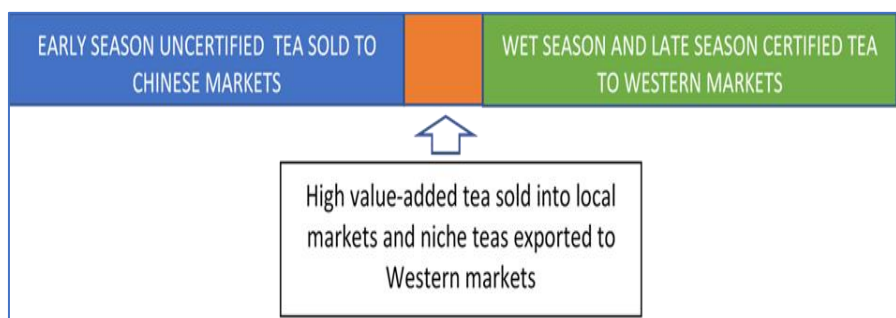 EARLY SEASON UNCERTIFIED TEA SOLD TO
CHINESE MARKETS
WET SEASON AND LATE SEASON CERTIFIED TEA
TO WESTERN MARKETS
High value-added tea sold into local
markets and niche teas exported to
Western markets